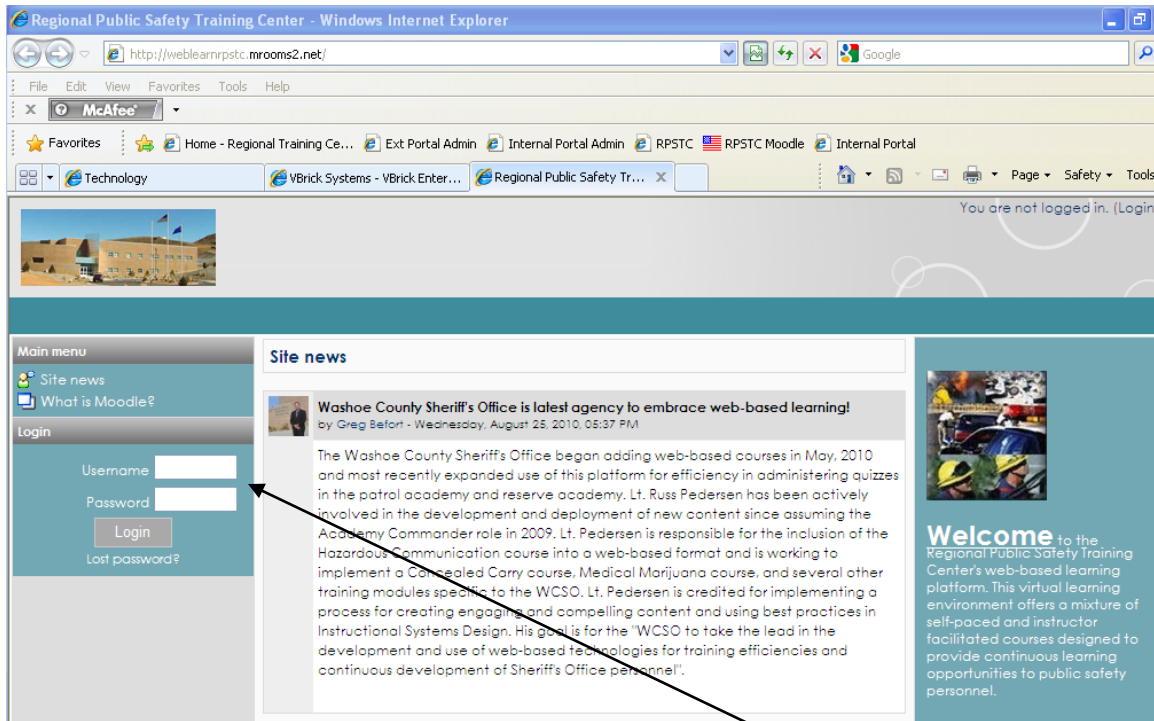 Regional Public Safety Training Center - Windows Internet Explorer
http://weblearnrpstc.mrooms2.net/
Google
File Edit View Favorites Tools Help
X McAfee
Favorites Home - Regional Training Ce... Ext Portal Admin Internal Portal Admin RPSTC RPSTC Moodle Internal Portal
Technology VBrick Systems - VBrick Enter... Regional Public Safety Tr... X Page Safety Tools
You are not logged in. (Login
Main menu
Site news
What is Moodle?
Login
Username
Password
Login
Lost password?
Site news
Washoe County Sheriff's Office is latest agency to embrace web-based learning!
by Greg Befort - Wednesday, August 25, 2010, 05:37 PM
The Washoe County Sheriff's Office began adding web-based courses in May, 2010
and most recently expanded use of this platform for efficiency in administering quizzes
in the patrol academy and reserve academy. Lt. Russ Pedersen has been actively
involved in the development and deployment of new content since assuming the
Academy Commander role in 2009. Lt. Pedersen is responsible for the inclusion of the
Hazardous Communication course into a web-based format and is working to
implement a Concealed Carry course, Medical Marijuana course, and several other
training modules specific to the WCSO. Lt. Pedersen is credited for implementing a
process for creating engaging and compelling content and using best practices in
Instructional Systems Design. His goal is for the "WCSO to take the lead in the
development and use of web-based technologies for training efficiencies and
continuous development of Sheriff's Office personnel".
Welcome to the
Regional Public Safety Training
Center's web-based learning
platform. This virtual learning
environment offers a mixture of
self-paced and instructor
facilitated courses designed to
provide continuous learning
opportunities to public safety
personnel.